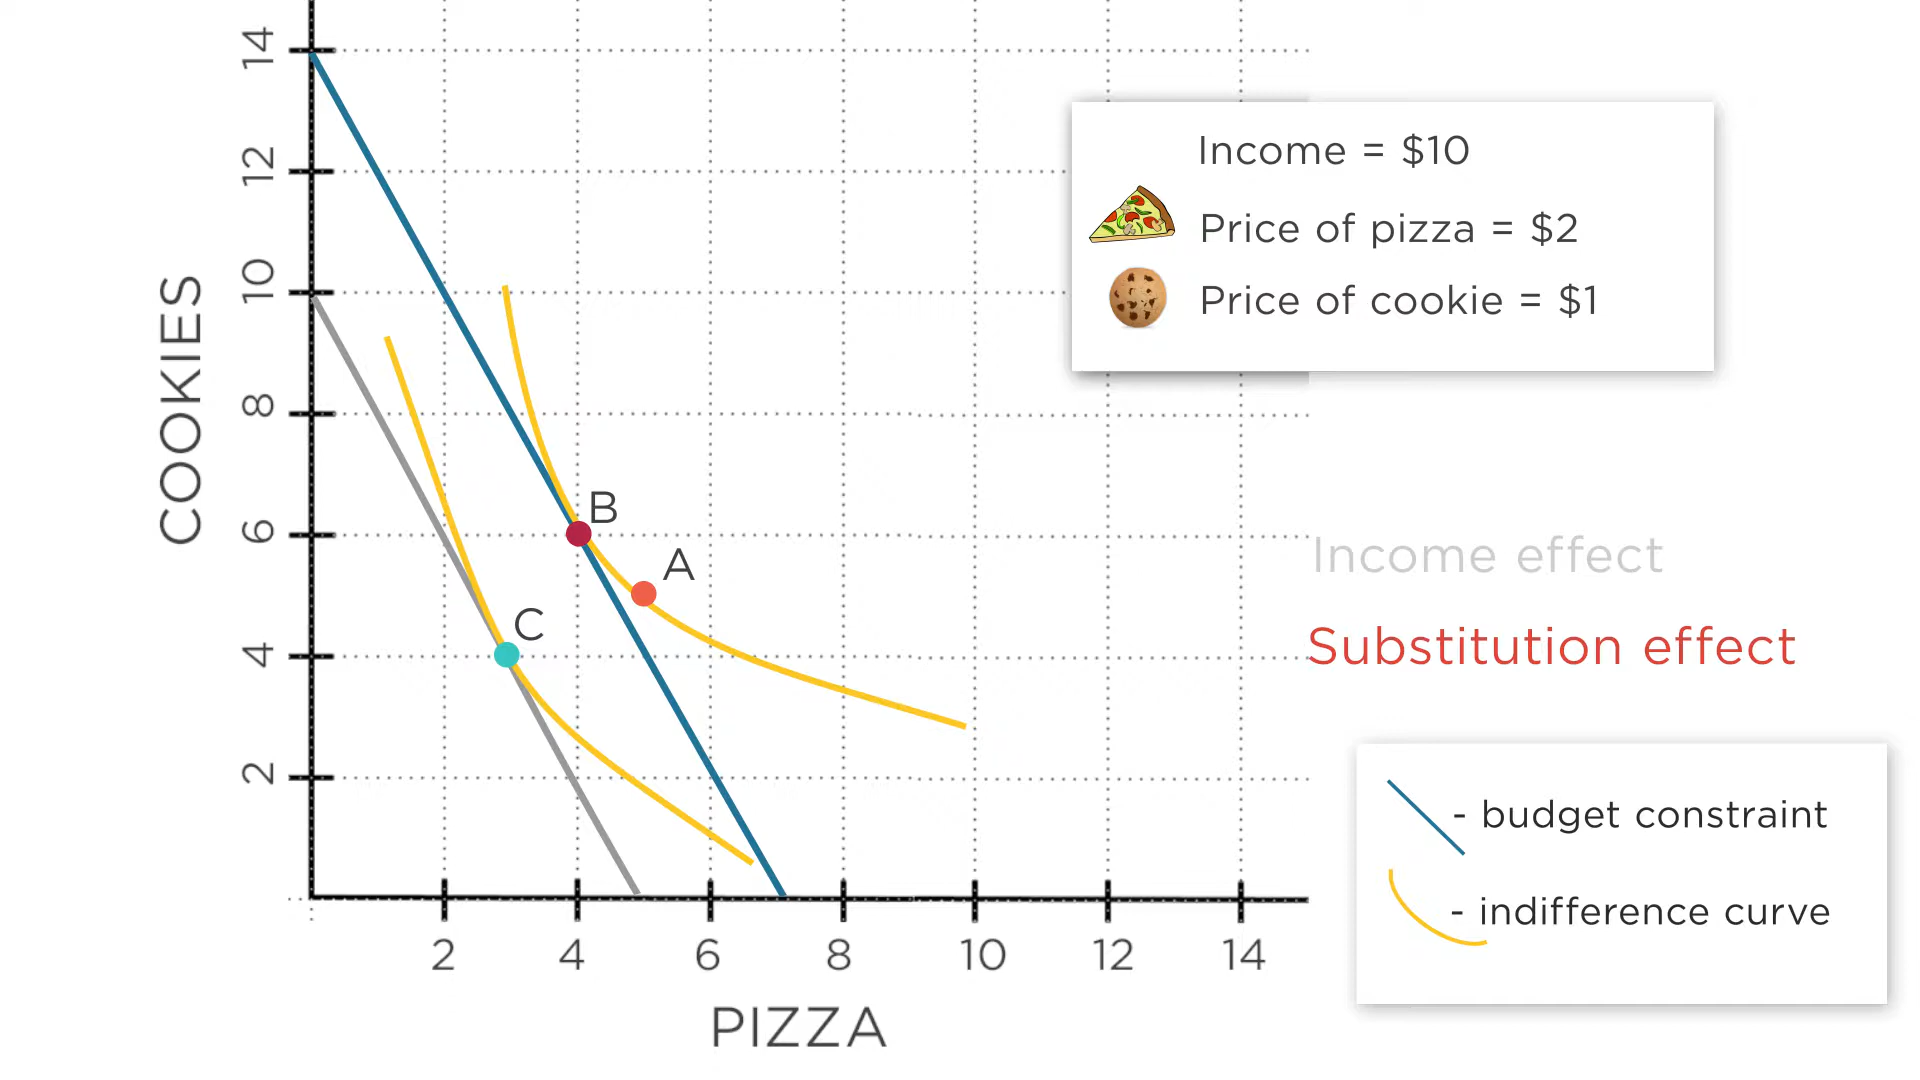 COOKIES
14
12
10
8
6
4
2
B
A
C
2 4 6 8 10 12 14
PIZZA
Income = $10
Price of pizza = $2
Price of cookie = $1
Income effect
Substitution effect
- budget constraint
- indifference curve